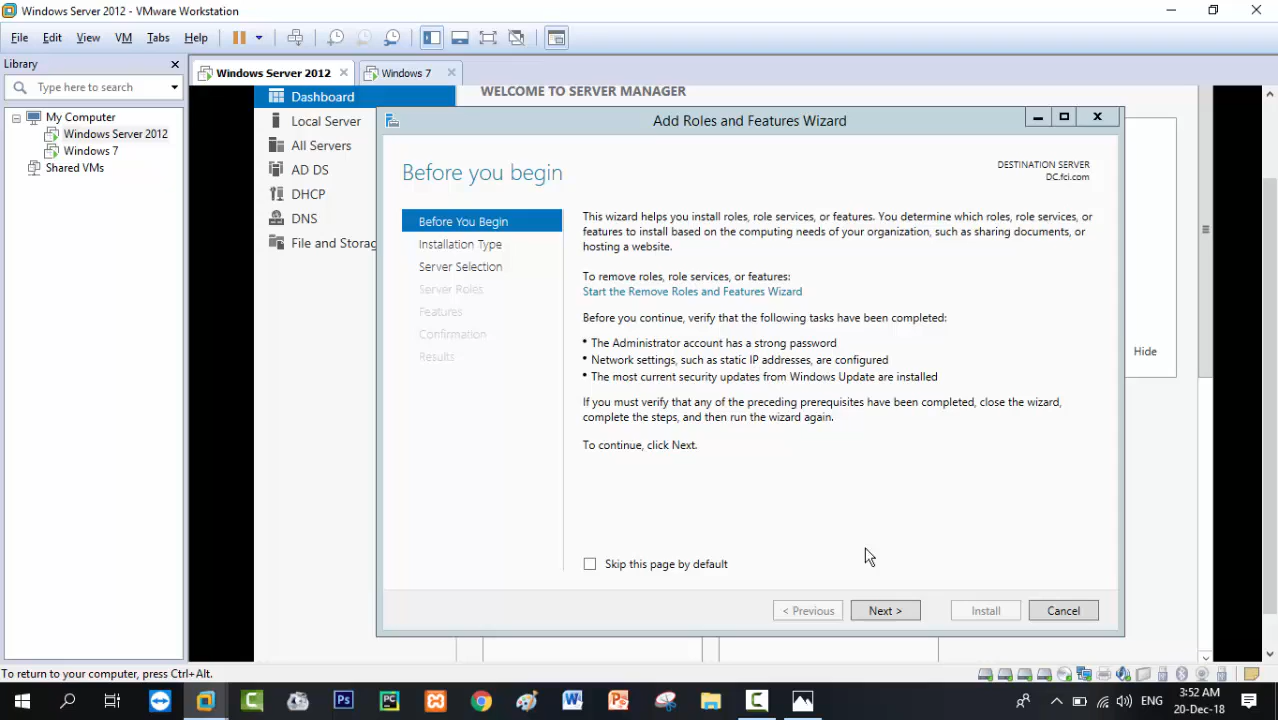 Windows Server 2012 - VMware Workstation
File Edit View VM Tabs Help
Library
Type here to search
My Computer
Windows Server 2012
Windows 7
Shared VMs
Windows Server 2012
Windows 7
Dashboard
Local Server
All Servers
AD DS
DHCP
DNS
File and Storag
WELCOME TO SERVER MANAGER
Hide
Add Roles and Features Wizard
Before you begin
DESTINATION SERVER
DC.fci.com
Before You Begin
Installation Type
Server Selection
Server Roles
Features
Confirmation
Results
This wizard helps you install roles, role services, or features. You determine which roles, role services, or
features to install based on the computing needs of your organization, such as sharing documents, or
hosting a website.
To remove roles, role services, or features:
Start the Remove Roles and Features Wizard
Before you continue, verify that the following tasks have been completed:
• The Administrator account has a strong password
• Network settings, such as static IP addresses, are configured
• The most current security updates from Windows Update are installed
If you must verify that any of the preceding prerequisites have been completed, close the wizard,
complete the steps, and then run the wizard again.
To continue, click Next.
Skip this page by default
< Previous Next > Install Cancel
To return to your computer, press Ctrl+Alt.
Ps
PC
ENG
3:52 AM
20-Dec-18